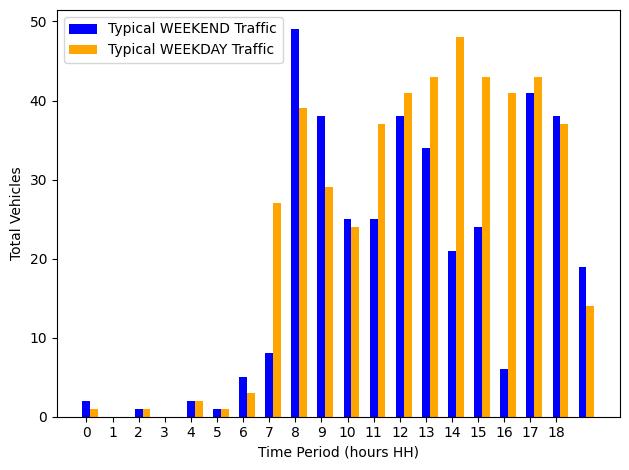 Typical WEEKEND Traffic
Typical WEEKDAY Traffic
50
40
30
20
10
0
Total Vehicles
0 1 2 3 4 5 6 7 8 9 10 11 12 13 14 15 16 17 18
Time Period (hours HH)